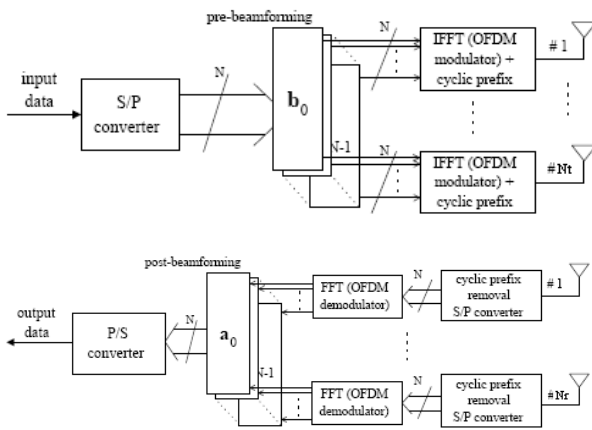 pre-beamforming
input
data
S/P
converter
N
b0
N-1
N
IFFT (OFDM
modulator) +
cyclic prefix
# 1
N
IFFT (OFDM
modulator) +
cyclic prefix
# Nt
post-beamforming
output
data
P/S
converter
N
a0
N-1
FFT (OFDM
demodulator)
N
cyclic prefix
removal
S/P converter
# 1
FFT (OFDM
demodulator)
N
cyclic prefix
removal
S/P converter
# Nr